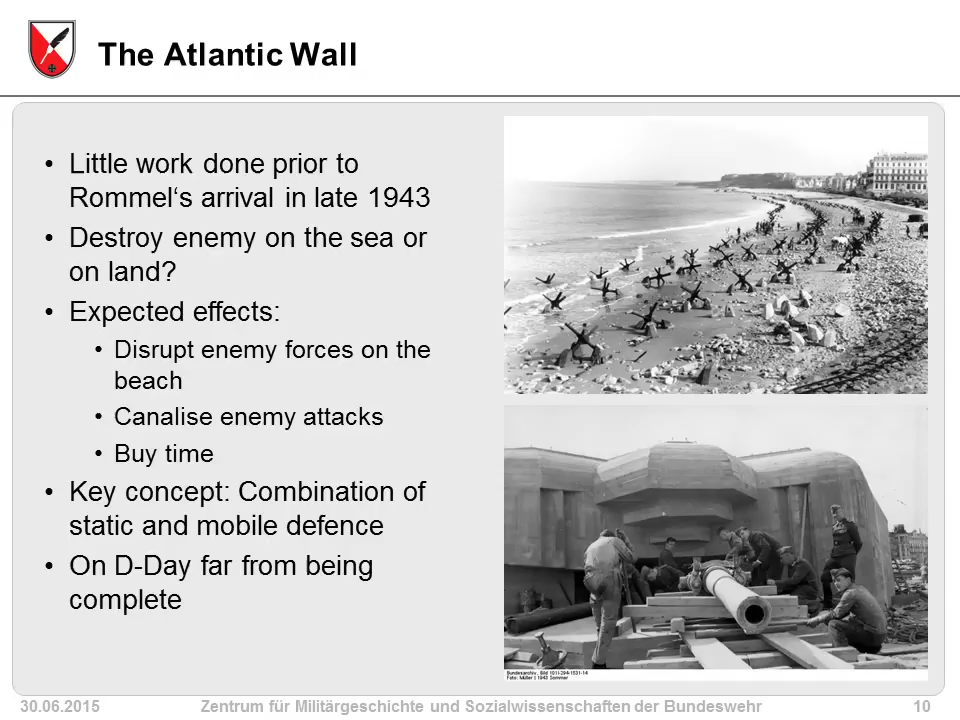 The Atlantic Wall
• Little work done prior to
Rommel‘s arrival in late 1943
• Destroy enemy on the sea or
on land?
• Expected effects:
• Disrupt enemy forces on the
beach
• Canalise enemy attacks
• Buy time
• Key concept: Combination of
static and mobile defence
• On D-Day far from being
complete
Bundesarchiv, Bild 101I-294-1531-14
Foto: Müller | 1943 Sommer
30.06.2015 Zentrum für Militärgeschichte und Sozialwissenschaften der Bundeswehr 10